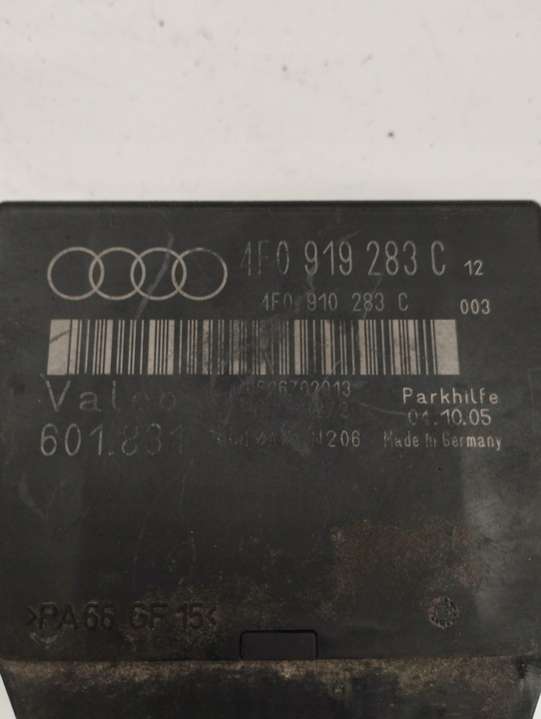 4F0 919 283 C 12
4F0 910 283 C 003
Valeo Parkhilfe
601.831 04.10.05
Made in Germany
>PA66 GF15<